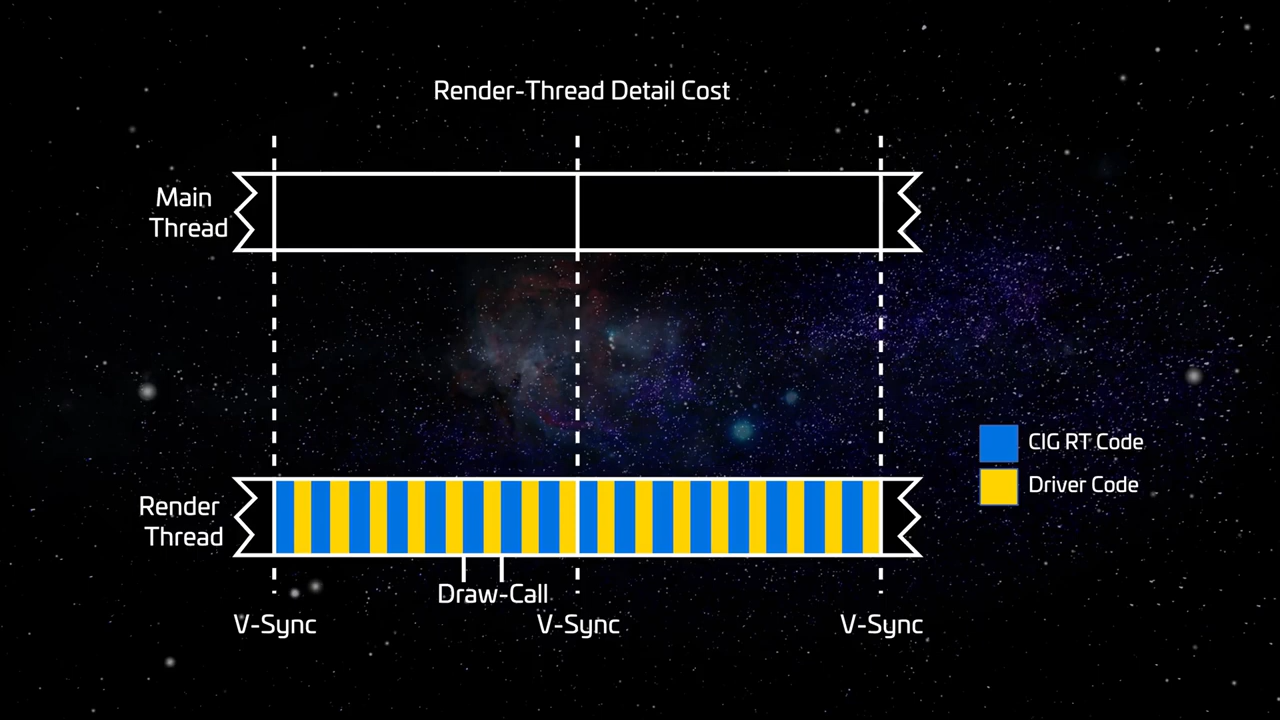 Render-Thread Detail Cost
Main
Thread
CIG RT Code
Driver Code
Render
Thread
Draw-Call
V-Sync
V-Sync
V-Sync